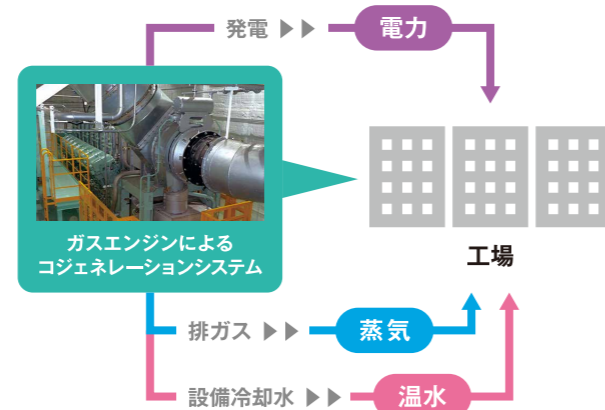 発電 ▶▶ 電力
ガスエンジンによる
コジェネレーションシステム
工場
排ガス ▶▶ 蒸気
設備冷却水 ▶▶ 温水